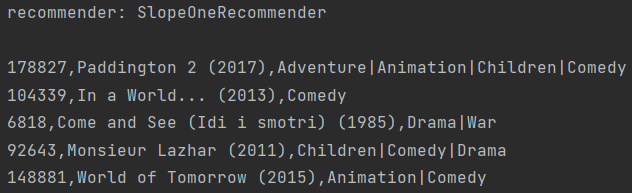 recommender: SlopeOneRecommender
178827,Paddington 2 (2017),Adventure|Animation|Children|Comedy
104339,In a World... (2013),Comedy
6818,Come and See (Idi i smotri) (1985),Drama|War
92643,Monsieur Lazhar (2011),Children|Comedy|Drama
148881,World of Tomorrow (2015),Animation|Comedy